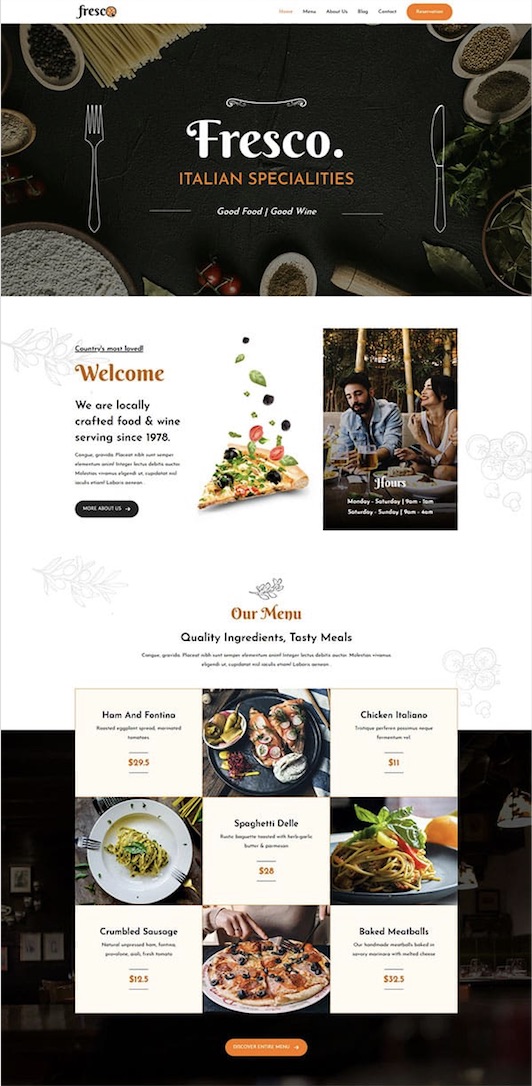 fresco
Home Menu About Us Blog Contact Reservation
Fresco.
ITALIAN SPECIALITIES
Good Food | Good Wine
Country's most loved!
Welcome
We are locally
crafted food & wine
serving since 1978.
Congue, gravida. Placeat nibh sunt semper
elementum anim! Integer lectus debitis auctor.
Molestias vivamus eligendi ut, cupidatat nisl
iaculis etiam! Laboris aenean .
MORE ABOUT US
Hours
Monday - Saturday | 9am - 1am
Saturday - Sunday | 9am - 4am
Our Menu
Quality Ingredients, Tasty Meals
Congue, gravida. Placeat nibh sunt semper elementum anim! Integer lectus debitis auctor. Molestias vivamus
eligendi ut, cupidatat nisl iaculis etiam! Laboris aenean .
Ham And Fontina
Roasted eggplant spread, marinated
tomatoes
$29.5
Chicken Italiano
Tristique perferen possimus neque
fermentum vel
$11
Spaghetti Delle
Rustic baguette toasted with herb-garlic
butter & parmesan
$28
Crumbled Sausage
Natural unpressed ham, fontina,
provolone, aioli, fresh tomato
$12.5
Baked Meatballs
Our handmade meatballs baked in
savory marinara with melted cheese
$32.5
DISCOVER ENTIRE MENU